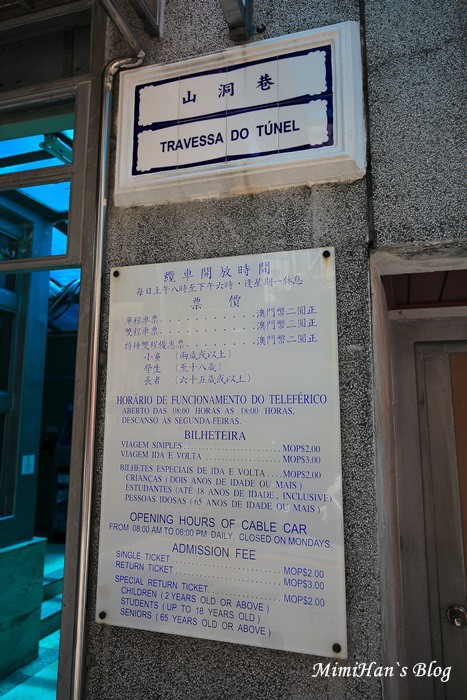 山洞巷
TRAVESSA DO TÚNEL
纜車開放時間
每日上午八時至下午六時，逢星期一休息
票價
單程車票............澳門幣二圓正
雙程車票............澳門幣三圓正
特種雙程優惠票.........澳門幣二圓正
小童 (兩歲或以上)
學生 (至十八歲)
長者 (六十五歲或以上)
HORÁRIO DE FUNCIONAMENTO DO TELEFÉRICO
ABERTO DAS 08:00 HORAS ÀS 18:00 HORAS.
DESCANSO ÀS SEGUNDA-FEIRAS.
BILHETEIRA
VIAGEM SIMPLES ............ MOP$2.00
VIAGEM IDA E VOLTA ............ MOP$3.00
BILHETES ESPECIAIS DE IDA E VOLTA .... MOP$2.00
CRIANÇAS (DOIS ANOS DE IDADE OU MAIS)
ESTUDANTES (ATÉ 18 ANOS DE IDADE, INCLUSIVE)
PESSOAS IDOSAS (65 ANOS DE IDADE OU MAIS)
OPENING HOURS OF CABLE CAR
FROM 08:00 AM TO 06:00 PM DAILY. CLOSED ON MONDAYS.
ADMISSION FEE
SINGLE TICKET ............ MOP$2.00
RETURN TICKET ............ MOP$3.00
SPECIAL RETURN TICKET ............ MOP$2.00
CHILDREN (2 YEARS OLD OR ABOVE)
STUDENTS (UP TO 18 YEARS OLD)
SENIORS (65 YEARS OLD OR ABOVE)
MimiHan`s Blog